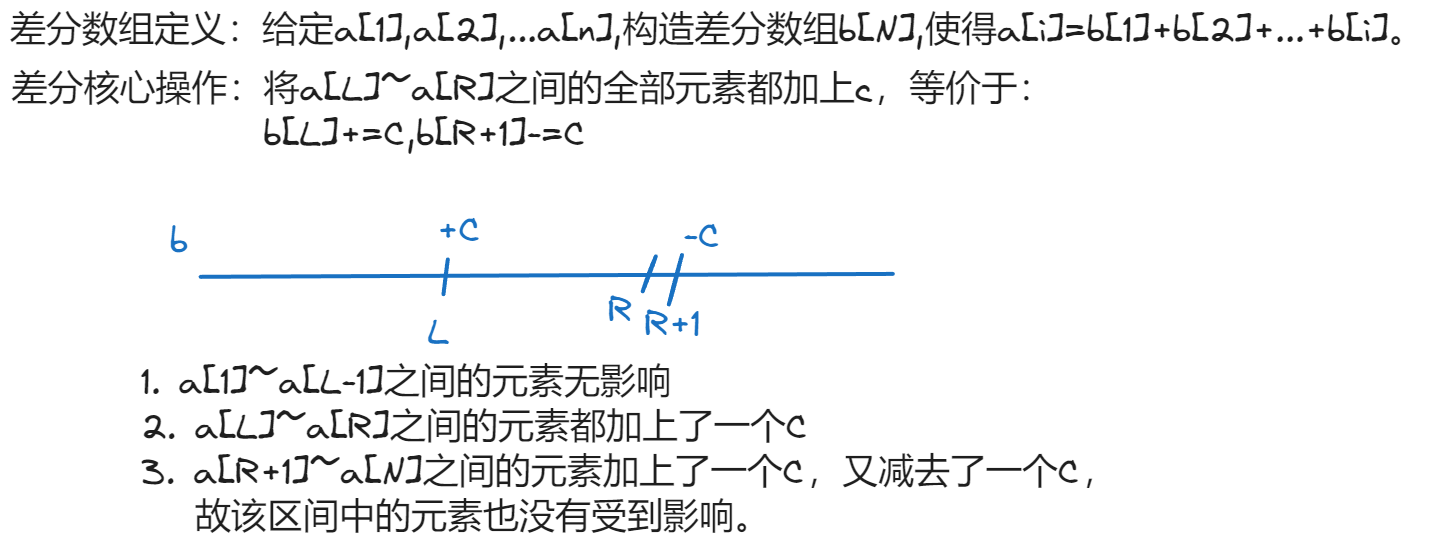 差分数组定义：给定a[1],a[2],...a[n],构造差分数组b[N],使得a[i]=b[1]+b[2]+...+b[i]。
差分核心操作：将a[L]~a[R]之间的全部元素都加上c，等价于：
b[L]+=C,b[R+1]-=C
b
+C
-C
L
R
R+1
1. a[1]~a[L-1]之间的元素无影响
2. a[L]~a[R]之间的元素都加上了一个C
3. a[R+1]~a[N]之间的元素加上了一个C，又减去了一个C，
故该区间中的元素也没有受到影响。